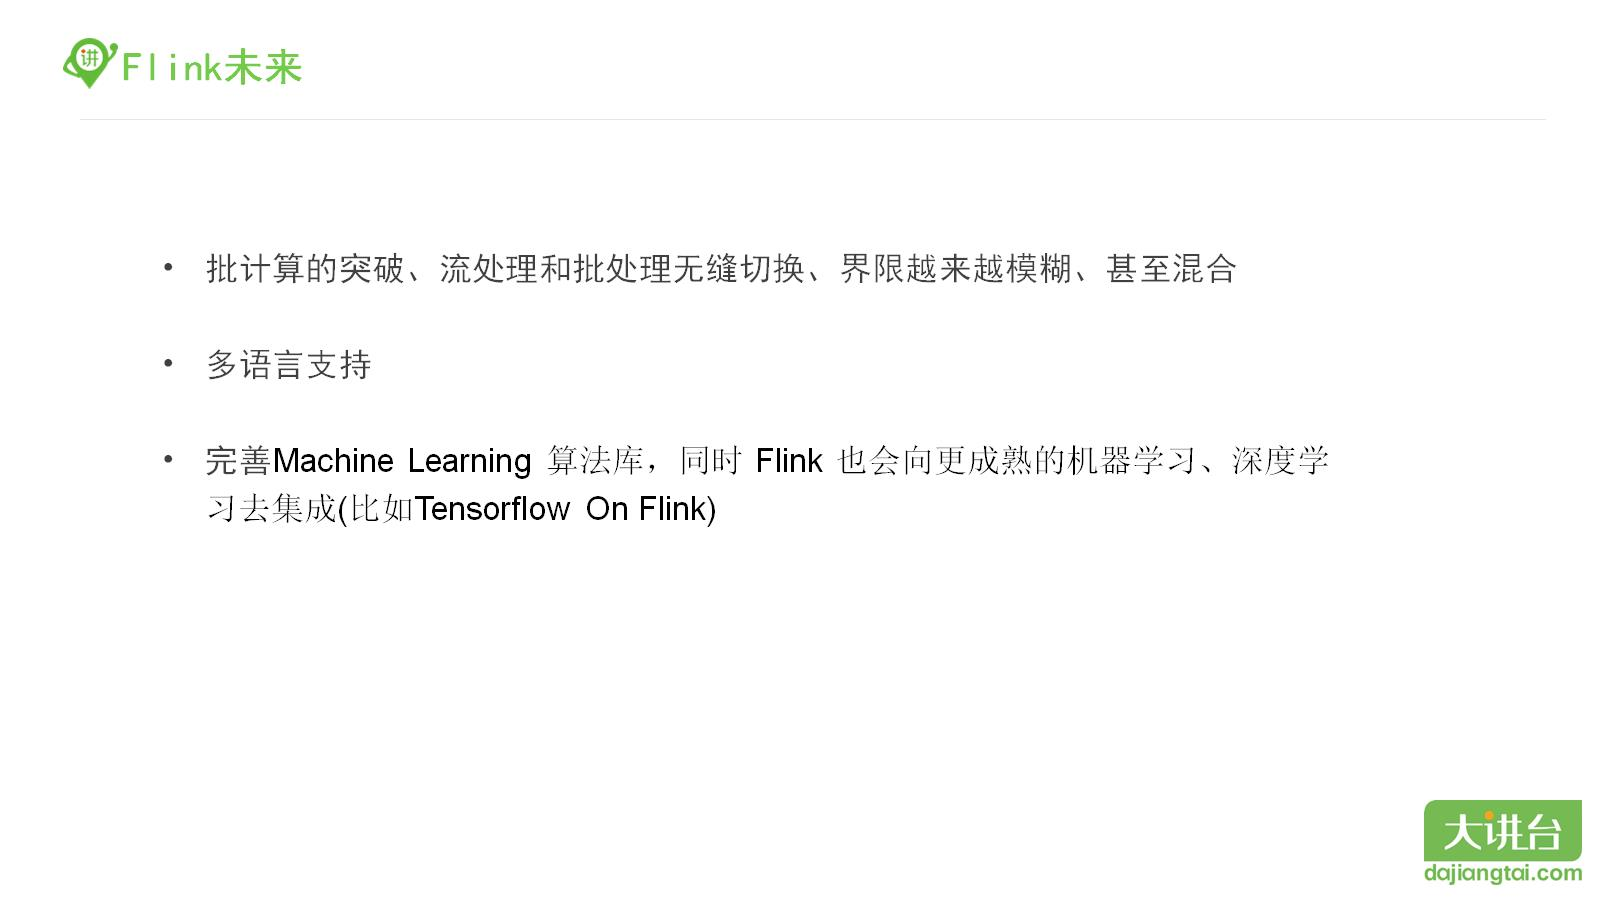 讲
Flink未来
• 批计算的突破、流处理和批处理无缝切换、界限越来越模糊、甚至混合
• 多语言支持
• 完善Machine Learning 算法库，同时 Flink 也会向更成熟的机器学习、深度学
习去集成(比如Tensorflow On Flink)
大讲台
dajiangtai.com